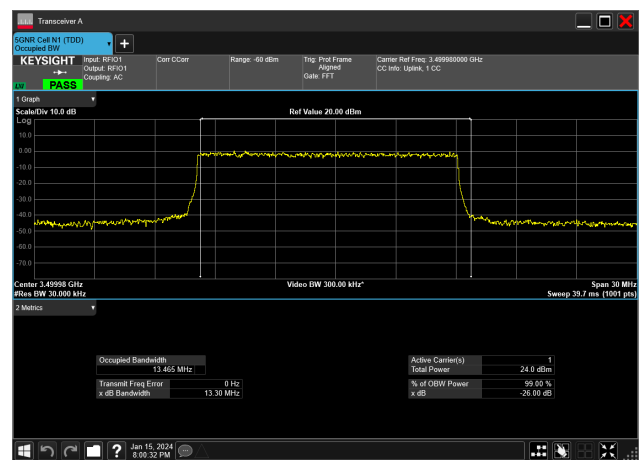 Transceiver A
5GNR Cell N1 (TDD)
Occupied BW
KEYSIGHT
LV PASS
Input: RFIO1
Output: RFIO1
Coupling: AC
Corr CCorr
Range: -60 dBm
Trig: Prot Frame
Aligned
Gate: FFT
Carrier Ref Freq: 3.499980000 GHz
CC Info: Uplink, 1 CC
1 Graph
Scale/Div 10.0 dB
Ref Value 20.00 dBm
Log
10.0
0.00
-10.0
-20.0
-30.0
-40.0
-50.0
-60.0
-70.0
Center 3.49998 GHz
#Res BW 30.000 kHz
Video BW 300.00 kHz*
Span 30 MHz
Sweep 39.7 ms (1001 pts)
2 Metrics
Occupied Bandwidth
13.465 MHz
Transmit Freq Error 0 Hz
x dB Bandwidth 13.30 MHz
Active Carrier(s) 1
Total Power 24.0 dBm
% of OBW Power 99.00 %
x dB -26.00 dB
Jan 15, 2024
8:00:32 PM